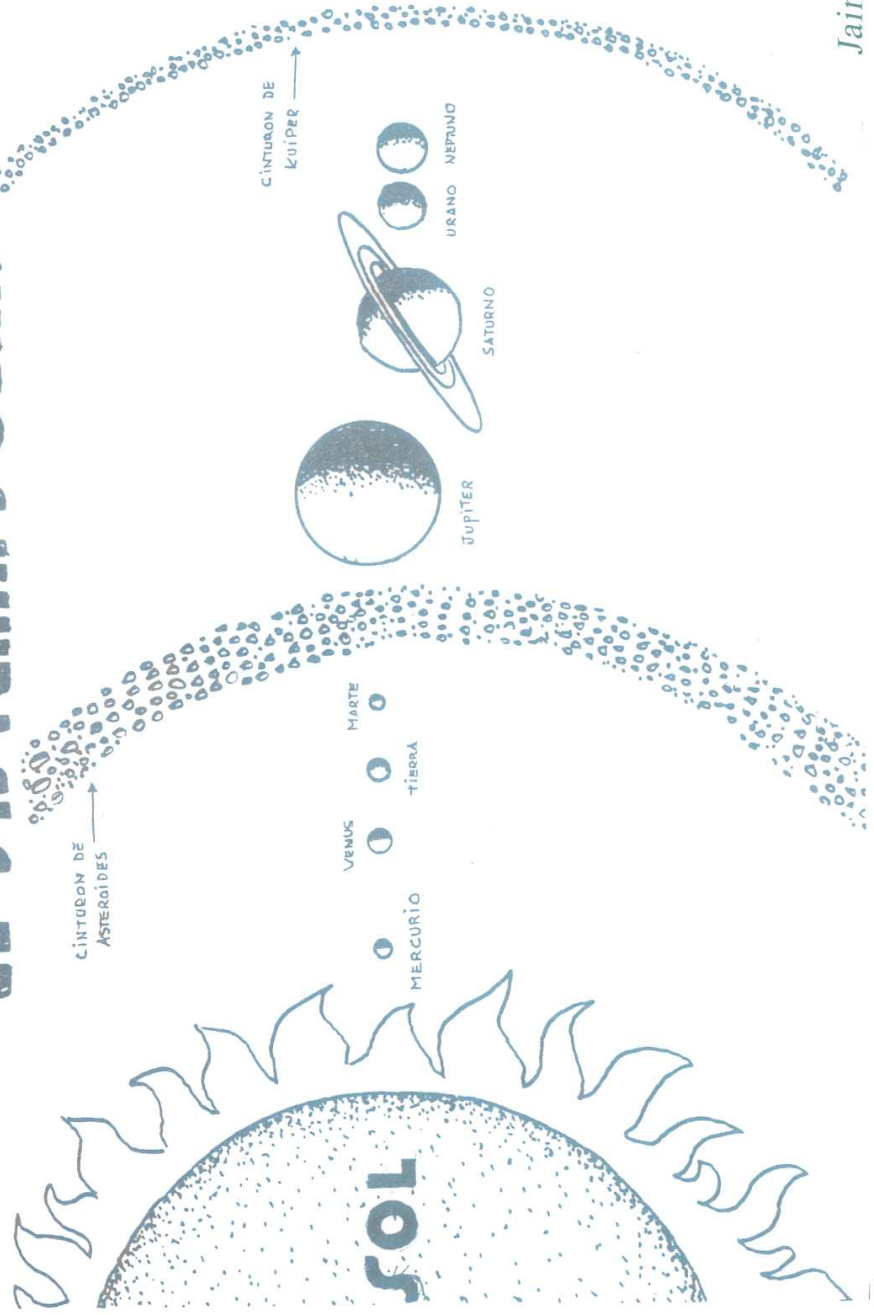 CINTURON DE
ASTEROIDES
CINTURON DE
KUIPER
SOL
MERCURIO
VENUS
TIERRA
MARTE
JUPITER
SATURNO
URANO
NEPTUNO